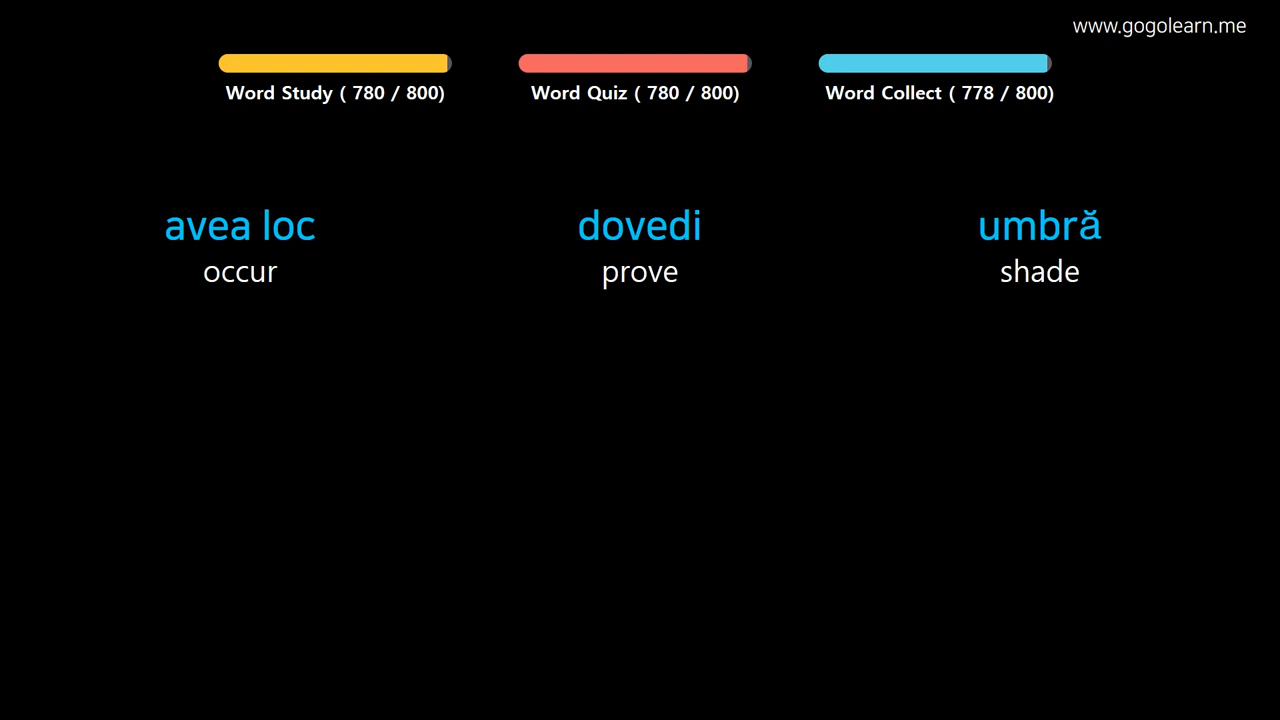 www.gogolearn.me
Word Study ( 780 / 800)
Word Quiz ( 780 / 800)
Word Collect ( 778 / 800)
avea loc
occur
dovedi
prove
umbră
shade